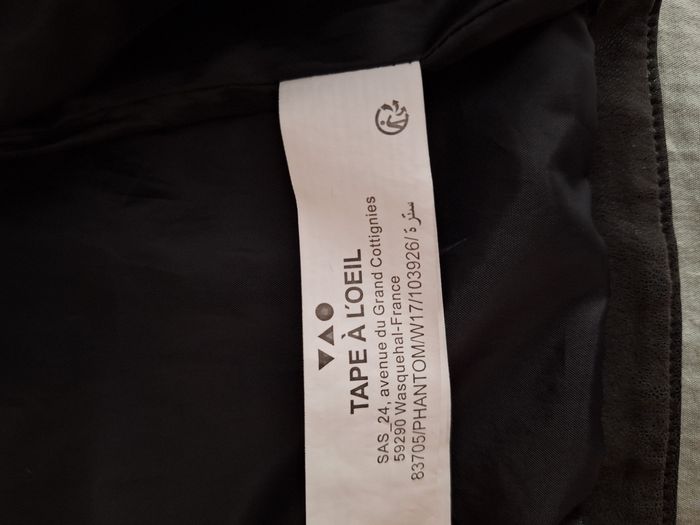 TAPE À L'OEIL
SAS_24, avenue du Grand Cottignies
59290 Wasquehal-France
83705/PHANTOM/W17/103926/ سترة